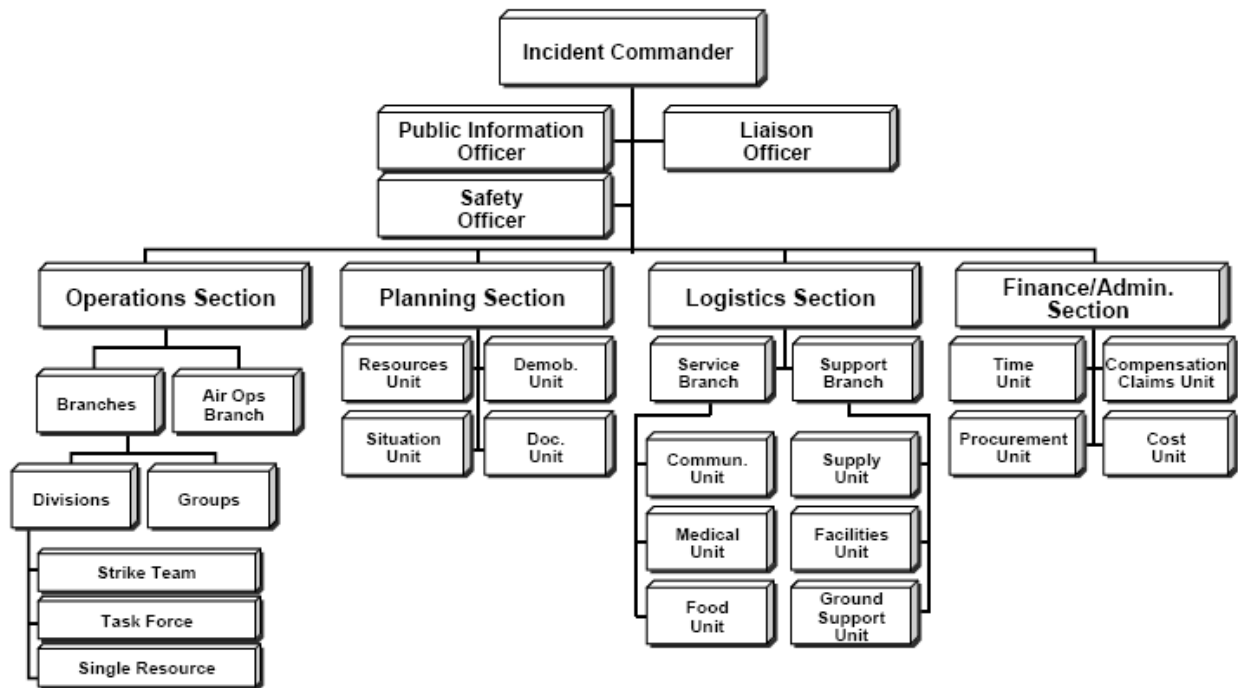 Incident Commander
Public Information
Officer
Liaison
Officer
Safety
Officer
Operations Section
Planning Section
Logistics Section
Finance/Admin.
Section
Branches
Air Ops
Branch
Divisions
Groups
Strike Team
Task Force
Single Resource
Resources
Unit
Demob.
Unit
Situation
Unit
Doc.
Unit
Service
Branch
Support
Branch
Commun.
Unit
Supply
Unit
Medical
Unit
Facilities
Unit
Food
Unit
Ground
Support
Unit
Time
Unit
Compensation
Claims Unit
Procurement
Unit
Cost
Unit